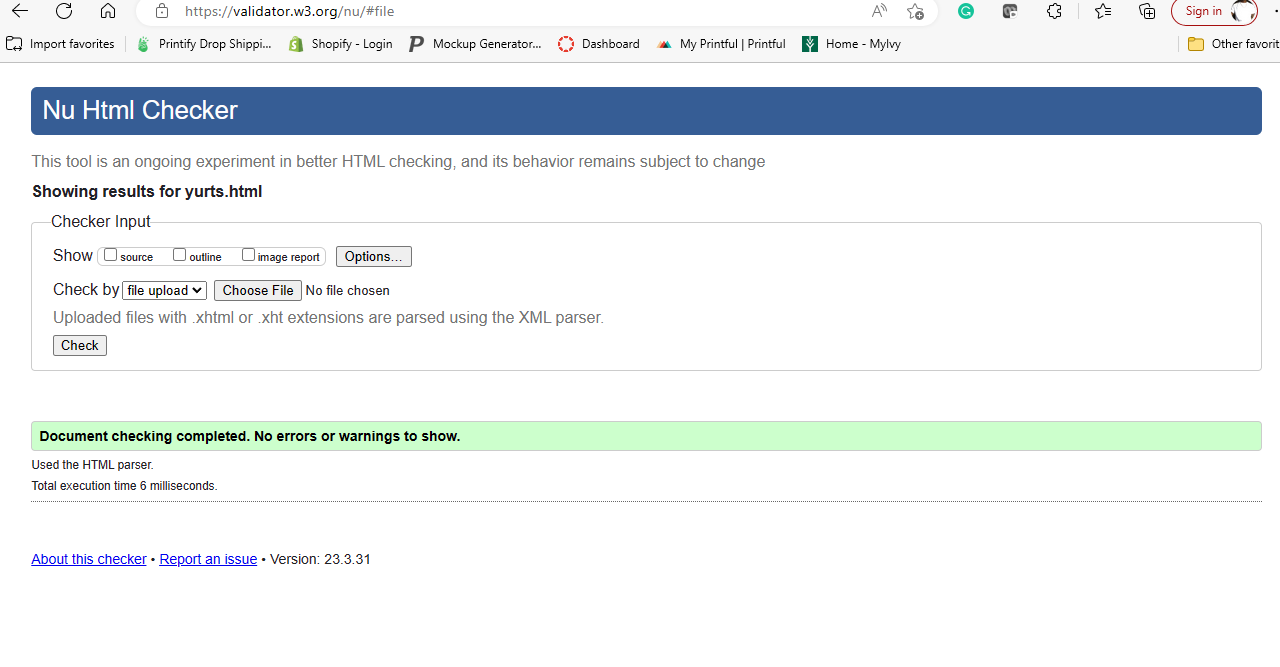 https://validator.w3.org/nu/#file
Sign in
Import favorites
Printify Drop Shippi...
Shopify - Login
Mockup Generator...
Dashboard
My Printful | Printful
Home - MyIvy
Other favorit
Nu Html Checker
This tool is an ongoing experiment in better HTML checking, and its behavior remains subject to change
Showing results for yurts.html
Checker Input
Show source outline image report Options...
Check by file upload Choose File No file chosen
Uploaded files with .xhtml or .xht extensions are parsed using the XML parser.
Check
Document checking completed. No errors or warnings to show.
Used the HTML parser.
Total execution time 6 milliseconds.
About this checker • Report an issue • Version: 23.3.31